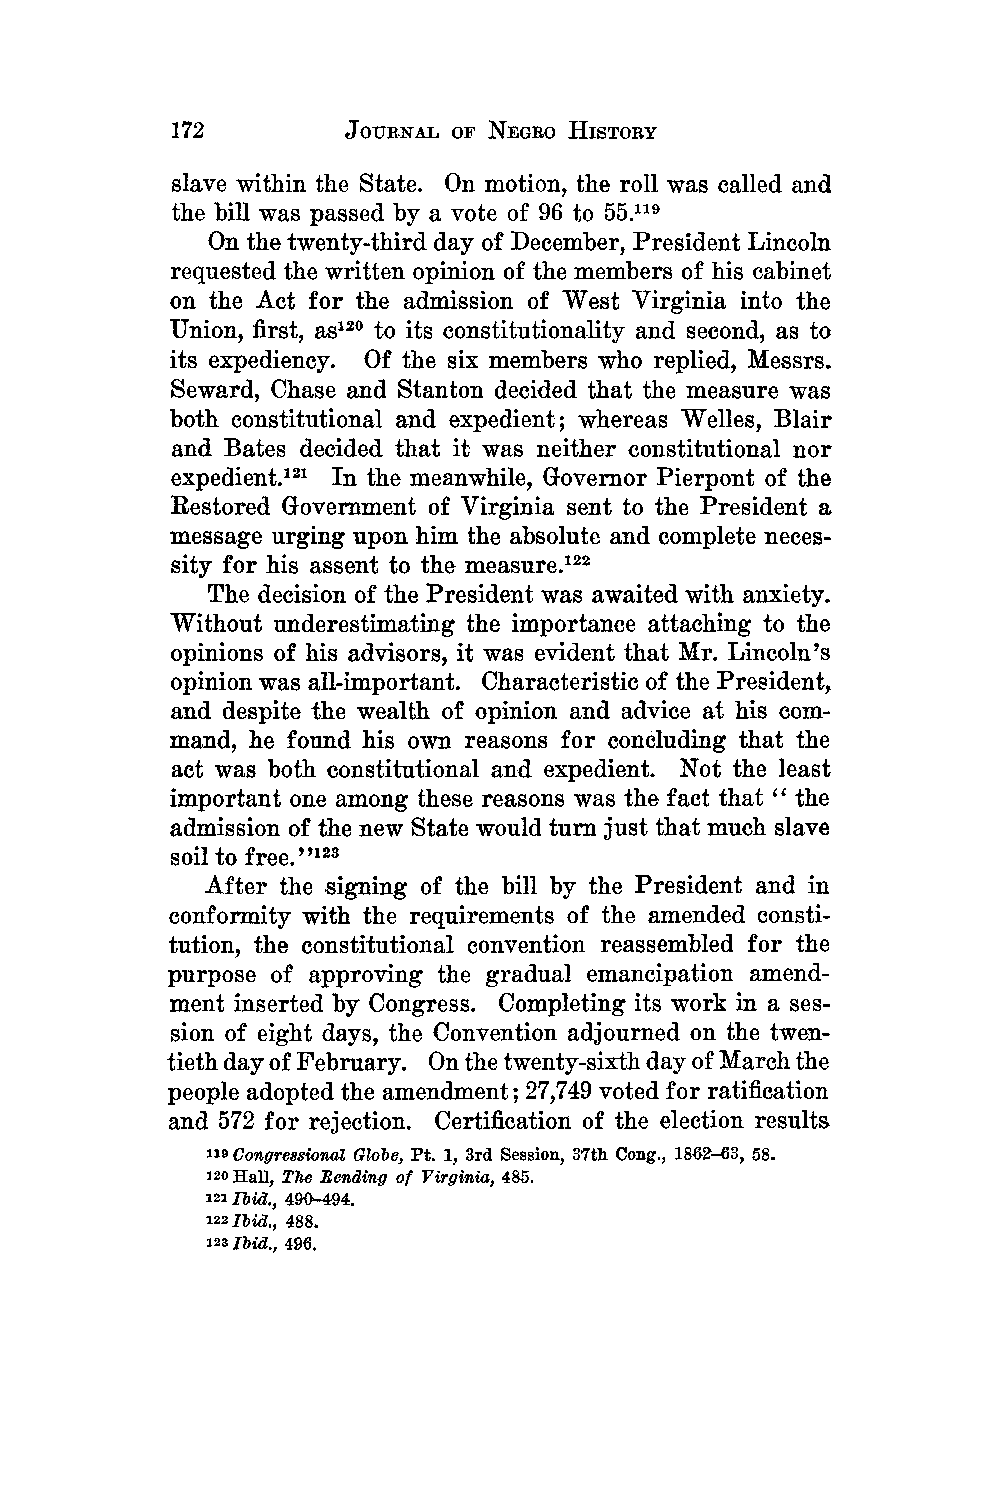 172 JOURNAL OF NEGRO HISTORY
slave within the State. On motion, the roll was called and
the bill was passed by a vote of 96 to 55.¹¹⁹
On the twenty-third day of December, President Lincoln
requested the written opinion of the members of his cabinet
on the Act for the admission of West Virginia into the
Union, first, as¹²⁰ to its constitutionality and second, as to
its expediency. Of the six members who replied, Messrs.
Seward, Chase and Stanton decided that the measure was
both constitutional and expedient; whereas Welles, Blair
and Bates decided that it was neither constitutional nor
expedient.¹²¹ In the meanwhile, Governor Pierpont of the
Restored Government of Virginia sent to the President a
message urging upon him the absolute and complete neces-
sity for his assent to the measure.¹²²
The decision of the President was awaited with anxiety.
Without underestimating the importance attaching to the
opinions of his advisors, it was evident that Mr. Lincoln's
opinion was all-important. Characteristic of the President,
and despite the wealth of opinion and advice at his com-
mand, he found his own reasons for concluding that the
act was both constitutional and expedient. Not the least
important one among these reasons was the fact that “ the
admission of the new State would turn just that much slave
soil to free.”¹²³
After the signing of the bill by the President and in
conformity with the requirements of the amended consti-
tution, the constitutional convention reassembled for the
purpose of approving the gradual emancipation amend-
ment inserted by Congress. Completing its work in a ses-
sion of eight days, the Convention adjourned on the twen-
tieth day of February. On the twenty-sixth day of March the
people adopted the amendment; 27,749 voted for ratification
and 572 for rejection. Certification of the election results
¹¹⁹ Congressional Globe, Pt. 1, 3rd Session, 37th Cong., 1862–63, 58.
¹²⁰ Hall, The Rending of Virginia, 485.
¹²¹ Ibid., 490–494.
¹²² Ibid., 488.
¹²³ Ibid., 496.